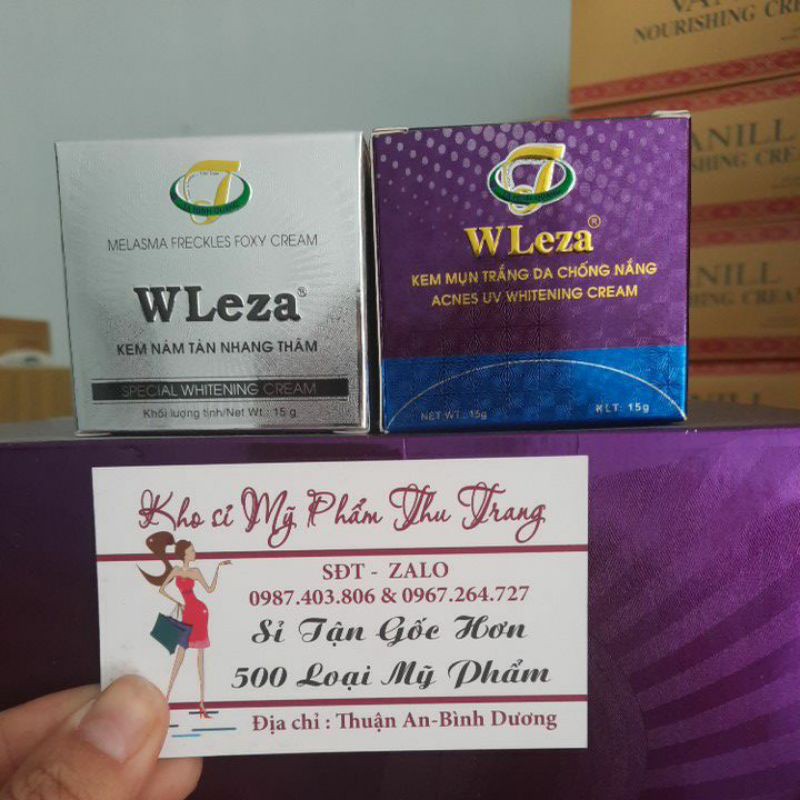 MELASMA FRECKLES FOXY CREAM
WLeza®
KEM NÁM TÀN NHANG THÂM
SPECIAL WHITENING CREAM
Khối lượng tịnh/Net Wt : 15 g
WLeza®
KEM MỤN TRẮNG DA CHỐNG NẮNG
ACNES UV WHITENING CREAM
NET WT : 15g
KLT: 15g
NOURISHING CRE
ANILL
SHING CRE
NILL
Kho sỉ Mỹ Phẩm Thu Trang
SĐT - ZALO
0987.403.806 & 0967.264.727
Sỉ Tận Gốc Hơn
500 Loại Mỹ Phẩm
Địa chỉ : Thuận An-Bình Dương